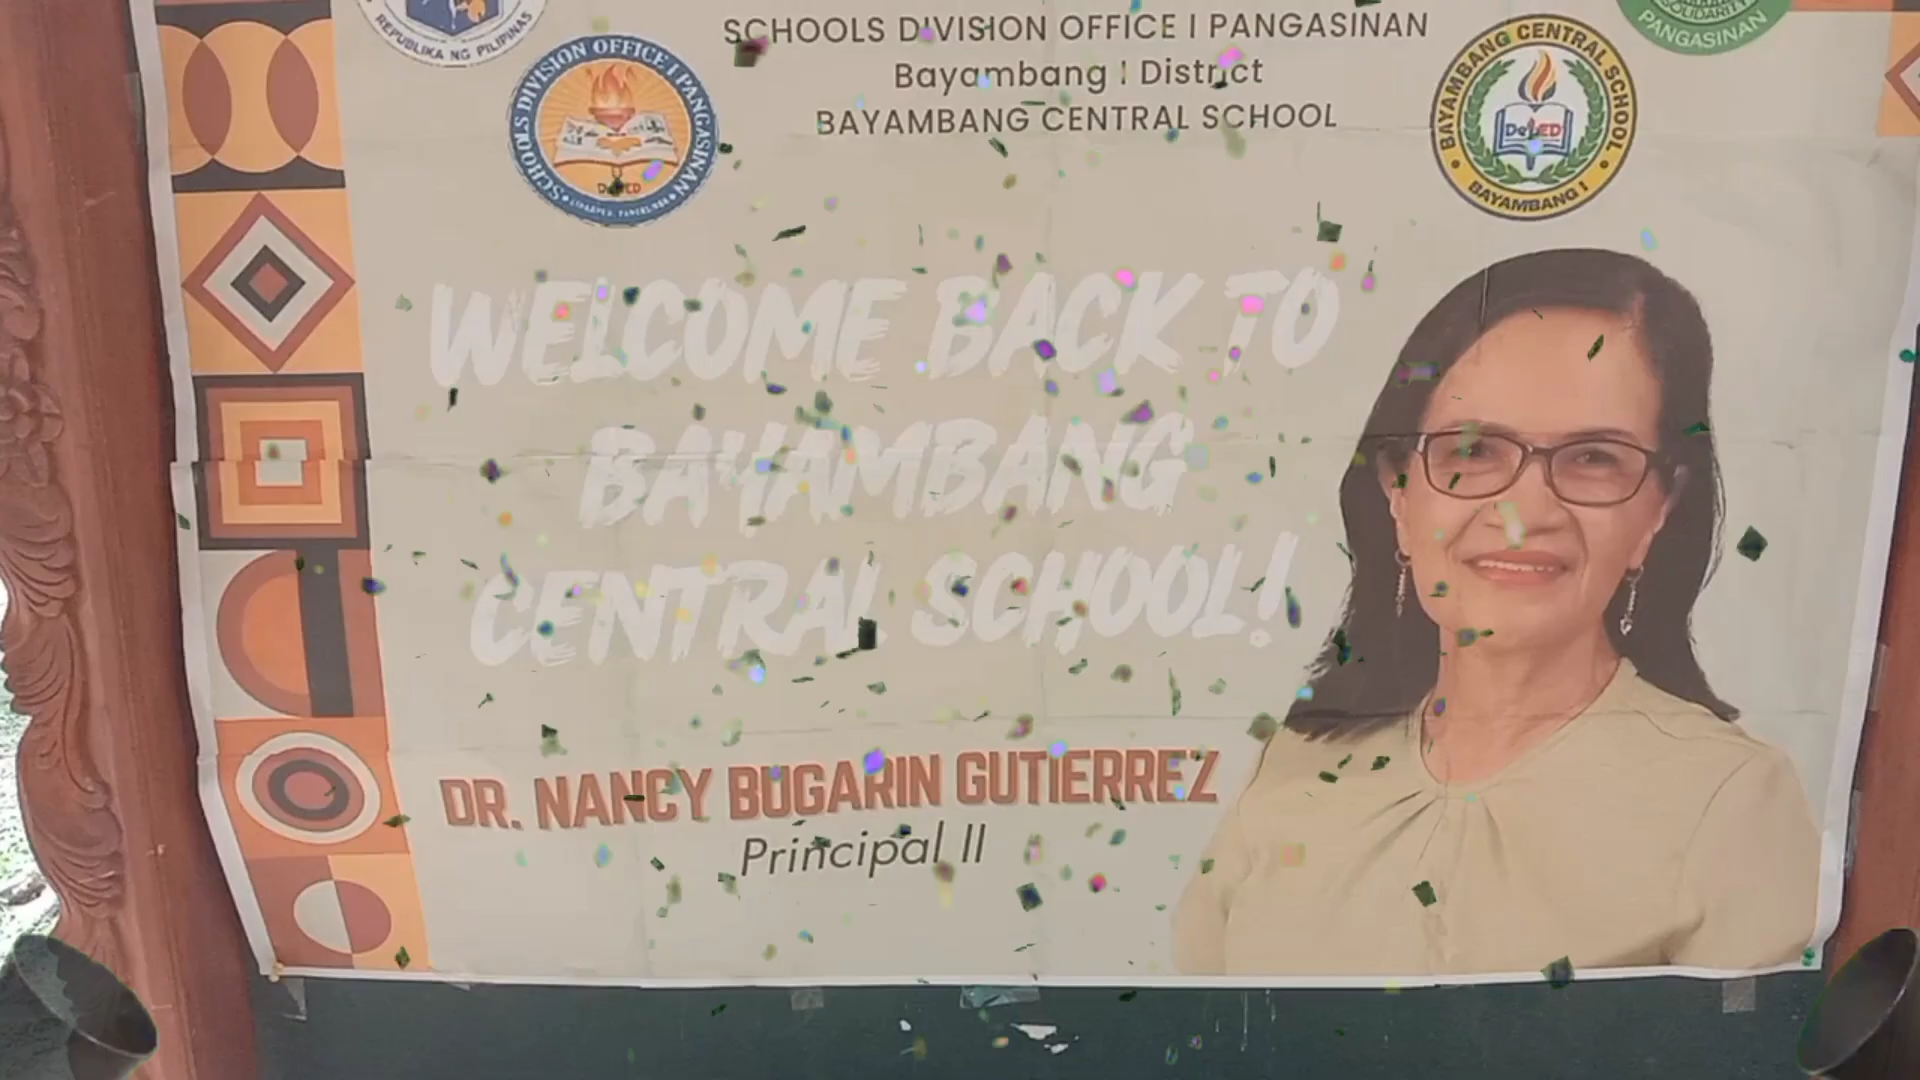 REPUBLIKA NG PILIPINAS
SCHOOLS DIVISION OFFICE I PANGASINAN
SCHOOLS DIVISION OFFICE I PANGASINAN
Bayambang I District
BAYAMBANG CENTRAL SCHOOL
BAYAMBANG CENTRAL SCHOOL
DepED
BAYAMBANG I
SOLIDARITY
PANGASINAN
WELCOME BACK TO
BAYAMBANG
CENTRAL SCHOOL!
DR. NANCY BUGARIN GUTIERREZ
Principal II